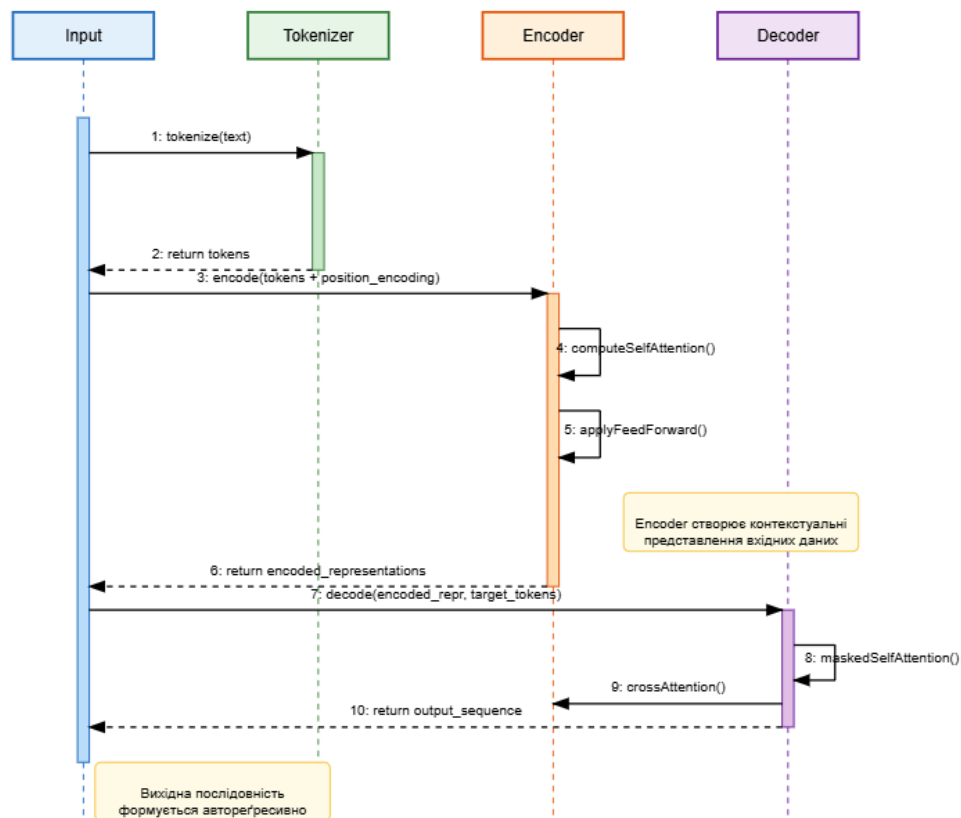 Input
Tokenizer
Encoder
Decoder
1: tokenize(text)
2: return tokens
3: encode(tokens + position_encoding)
4: computeSelfAttention()
5: applyFeedForward()
Encoder створює контекстуальні
представлення вхідних даних
6: return encoded_representations
7: decode(encoded_repr, target_tokens)
8: maskedSelfAttention()
9: crossAttention()
10: return output_sequence
Вихідна послідовність
формується автореґресивно